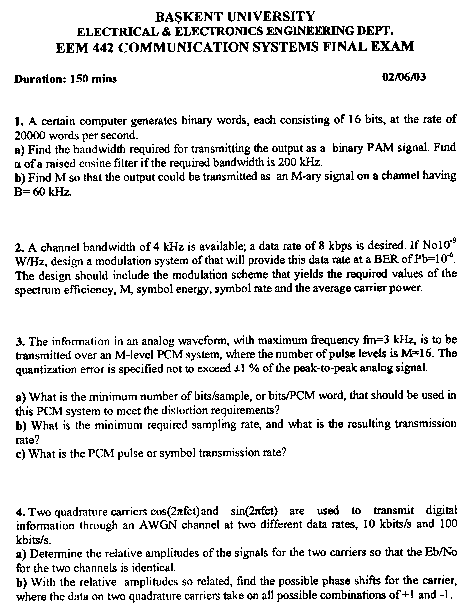 BAŞKENT UNIVERSITY
ELECTRICAL & ELECTRONICS ENGINEERING DEPT.
EEM 442 COMMUNICATION SYSTEMS FINAL EXAM
Duration: 150 mins 02/06/03
1. A certain computer generates binary words, each consisting of 16 bits, at the rate of
20000 words per second.
a) Find the bandwidth required for transmitting the output as a binary PAM signal. Find
α of a raised cosine filter if the required bandwidth is 200 kHz.
b) Find M so that the output could be transmitted as an M-ary signal on a channel having
B= 60 kHz.
2. A channel bandwidth of 4 kHz is available; a data rate of 8 kbps is desired. If No10⁻⁹
W/Hz, design a modulation system of that will provide this data rate at a BER of Pb=10⁻⁶.
The design should include the modulation scheme that yields the required values of the
spectrum efficiency, M, symbol energy, symbol rate and the average carrier power.
3. The information in an analog waveform, with maximum frequency fm=3 kHz, is to be
transmitted over an M-level PCM system, where the number of pulse levels is M=16. The
quantization error is specified not to exceed ±1 % of the peak-to-peak analog signal.
a) What is the minimum number of bits/sample, or bits/PCM word, that should be used in
this PCM system to meet the distortion requirements?
b) What is the minimum required sampling rate, and what is the resulting transmission
rate?
c) What is the PCM pulse or symbol transmission rate?
4. Two quadrature carriers cos(2πfct)and sin(2πfct) are used to transmit digital
information through an AWGN channel at two different data rates, 10 kbits/s and 100
kbits/s.
a) Determine the relative amplitudes of the signals for the two carriers so that the Eb/No
for the two channels is identical.
b) With the relative amplitudes so related, find the possible phase shifts for the carrier,
where the data on two quadrature carriers take on all possible combinations of +1 and -1.